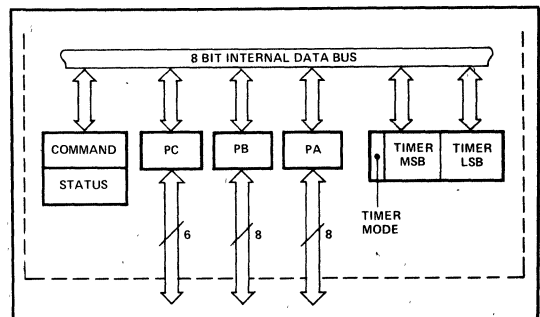 8 BIT INTERNAL DATA BUS
COMMAND
STATUS
PC
PB
PA
TIMER
MSB
TIMER
LSB
TIMER
MODE
6
8
8